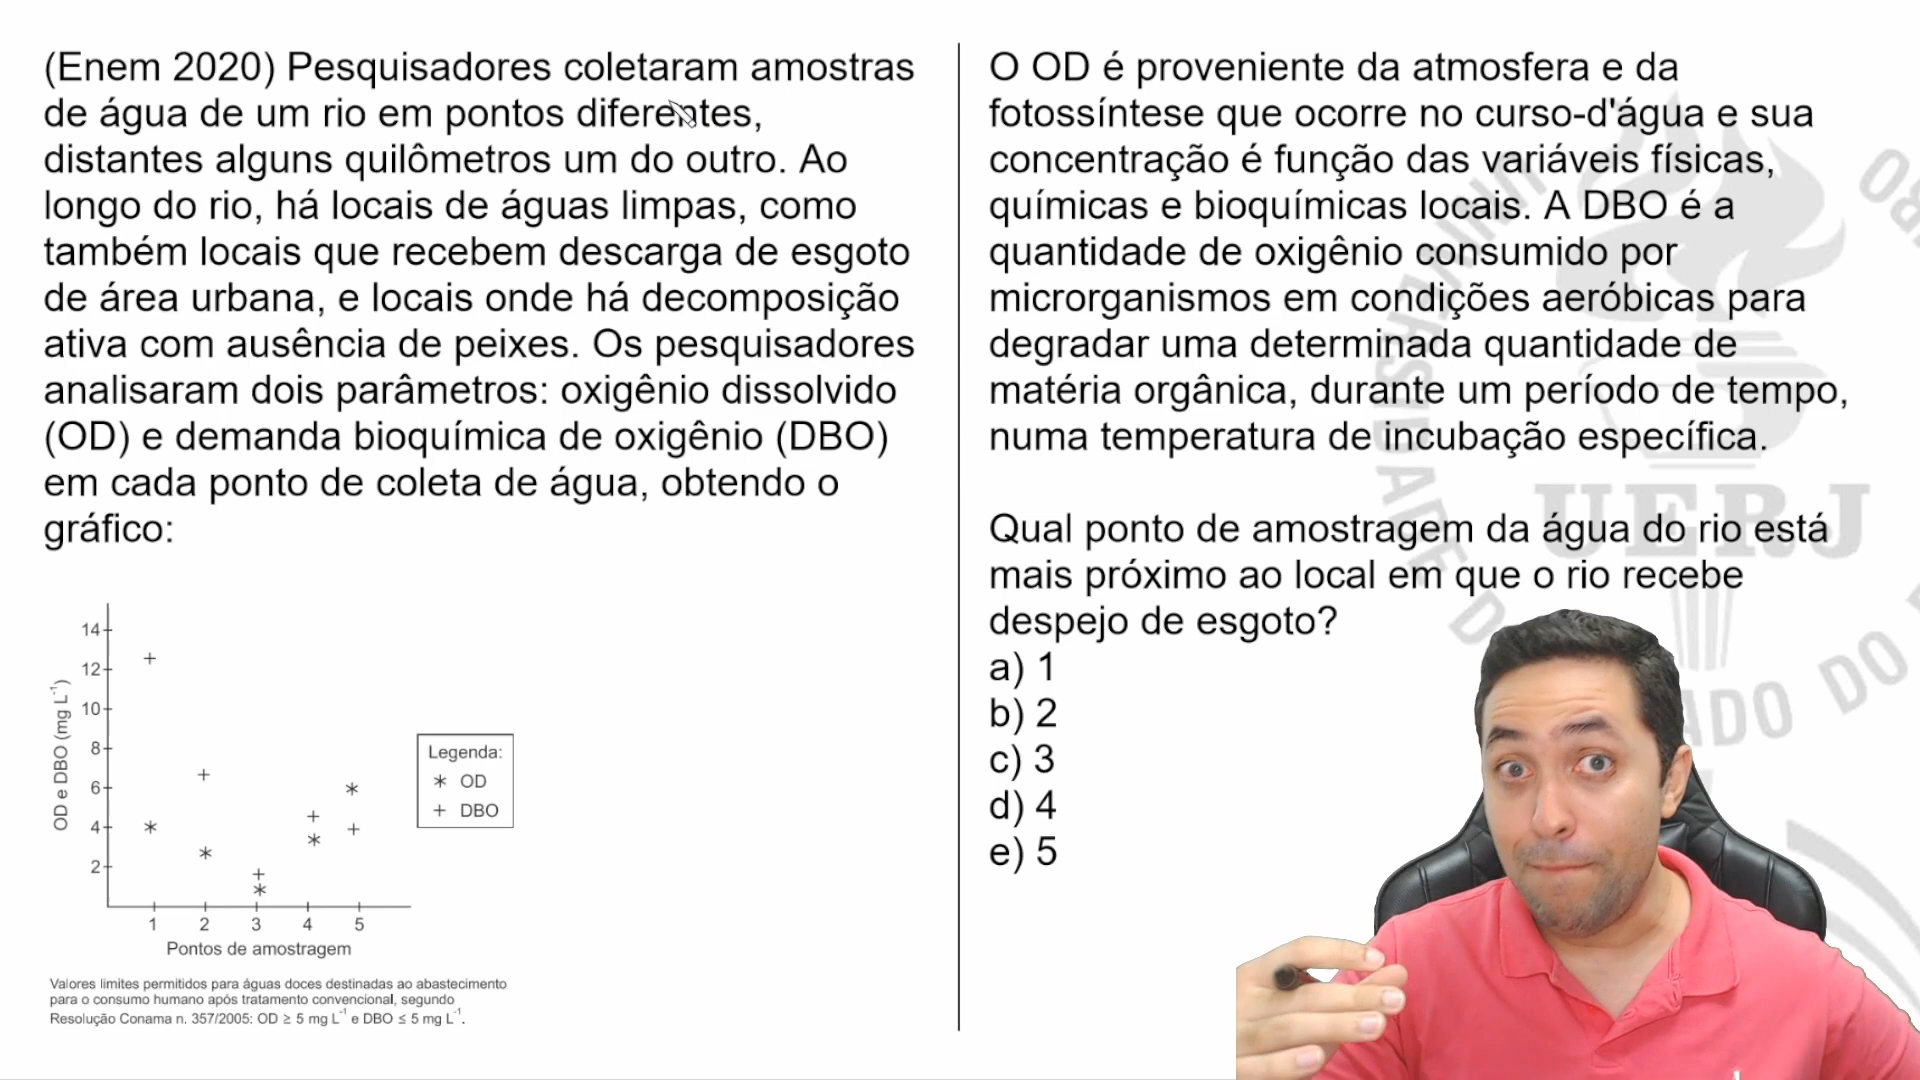 (Enem 2020) Pesquisadores coletaram amostras
de água de um rio em pontos diferentes,
distantes alguns quilômetros um do outro. Ao
longo do rio, há locais de águas limpas, como
também locais que recebem descarga de esgoto
de área urbana, e locais onde há decomposição
ativa com ausência de peixes. Os pesquisadores
analisaram dois parâmetros: oxigênio dissolvido
(OD) e demanda bioquímica de oxigênio (DBO)
em cada ponto de coleta de água, obtendo o
gráfico:
OD e DBO (mg L⁻¹)
14
12
10
8
6
4
2
1 2 3 4 5
Pontos de amostragem
Legenda:
* OD
+ DBO
Valores limites permitidos para águas doces destinadas ao abastecimento
para o consumo humano após tratamento convencional, segundo
Resolução Conama n. 357/2005: OD ≥ 5 mg L⁻¹ e DBO ≤ 5 mg L⁻¹.
O OD é proveniente da atmosfera e da
fotossíntese que ocorre no curso-d'água e sua
concentração é função das variáveis físicas,
químicas e bioquímicas locais. A DBO é a
quantidade de oxigênio consumido por
microrganismos em condições aeróbicas para
degradar uma determinada quantidade de
matéria orgânica, durante um período de tempo,
numa temperatura de incubação específica.
Qual ponto de amostragem da água do rio está
mais próximo ao local em que o rio recebe
despejo de esgoto?
a) 1
b) 2
c) 3
d) 4
e) 5
UERJ